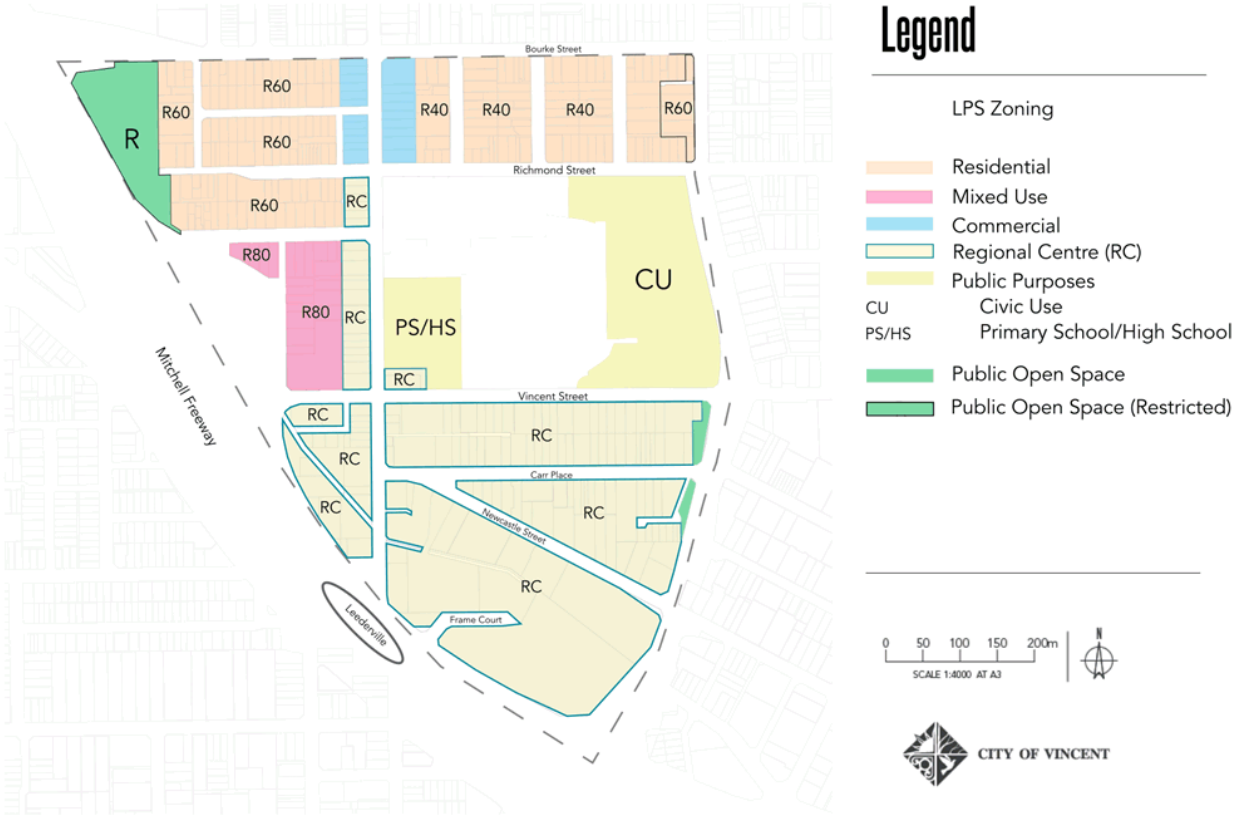 Legend
LPS Zoning
Residential
Mixed Use
Commercial
Regional Centre (RC)
Public Purposes
CU Civic Use
PS/HS Primary School/High School
Public Open Space
Public Open Space (Restricted)
0 50 100 150 200m
SCALE 1:4000 AT A3
N
CITY OF VINCENT
Bourke Street
R60
R60
R40
R40
R40
R60
R60
R
R60
Richmond Street
R60
RC
R80
R80
RC
CU
PS/HS
RC
Mitchell Freeway
Vincent Street
RC
RC
RC
RC
Carr Place
RC
Newcastle Street
RC
Frame Court
Leederville